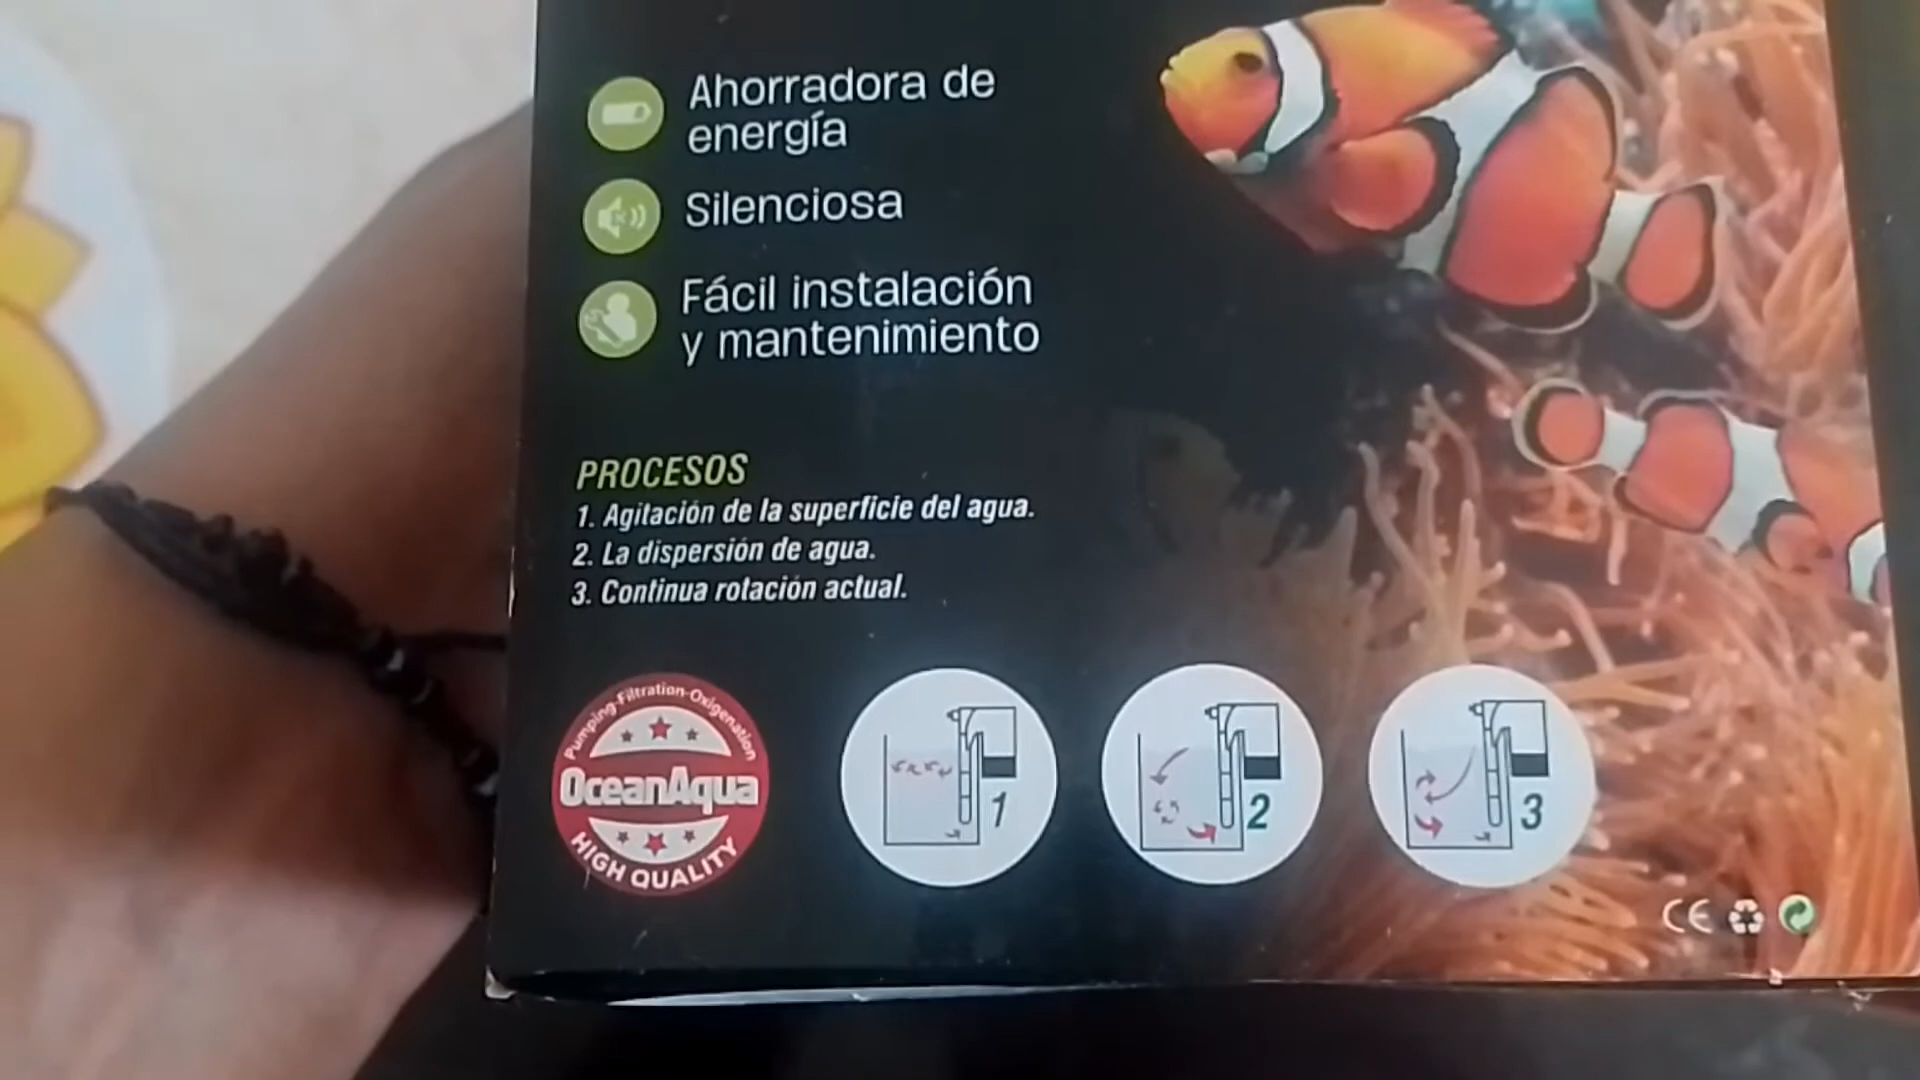 Ahorradora de
energía
Silenciosa
Fácil instalación
y mantenimiento
PROCESOS
1. Agitación de la superficie del agua.
2. La dispersión de agua.
3. Continua rotación actual.
Pumping-Filtration-Oxigenation
OceanAqua
HIGH QUALITY
1
2
3
CE